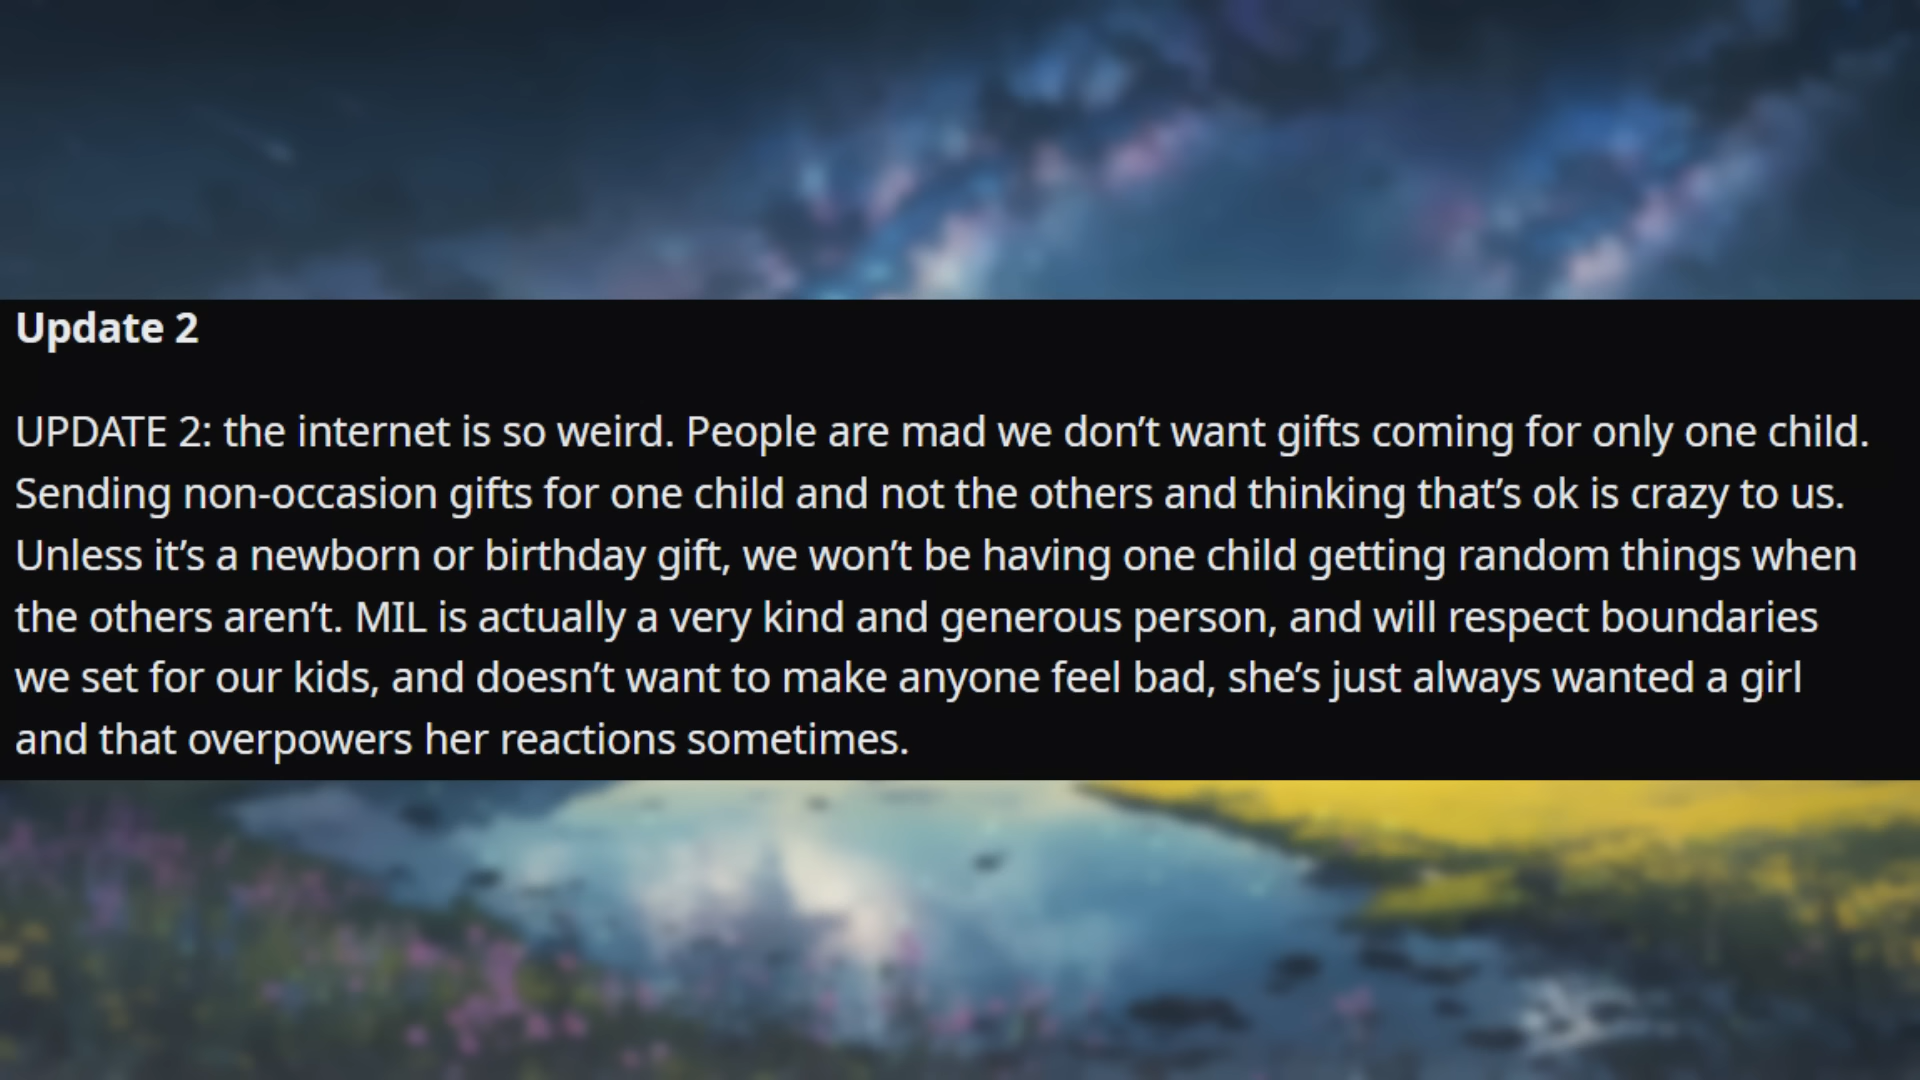 Update 2
UPDATE 2: the internet is so weird. People are mad we don’t want gifts coming for only one child.
Sending non-occasion gifts for one child and not the others and thinking that’s ok is crazy to us.
Unless it’s a newborn or birthday gift, we won’t be having one child getting random things when
the others aren’t. MIL is actually a very kind and generous person, and will respect boundaries
we set for our kids, and doesn’t want to make anyone feel bad, she’s just always wanted a girl
and that overpowers her reactions sometimes.